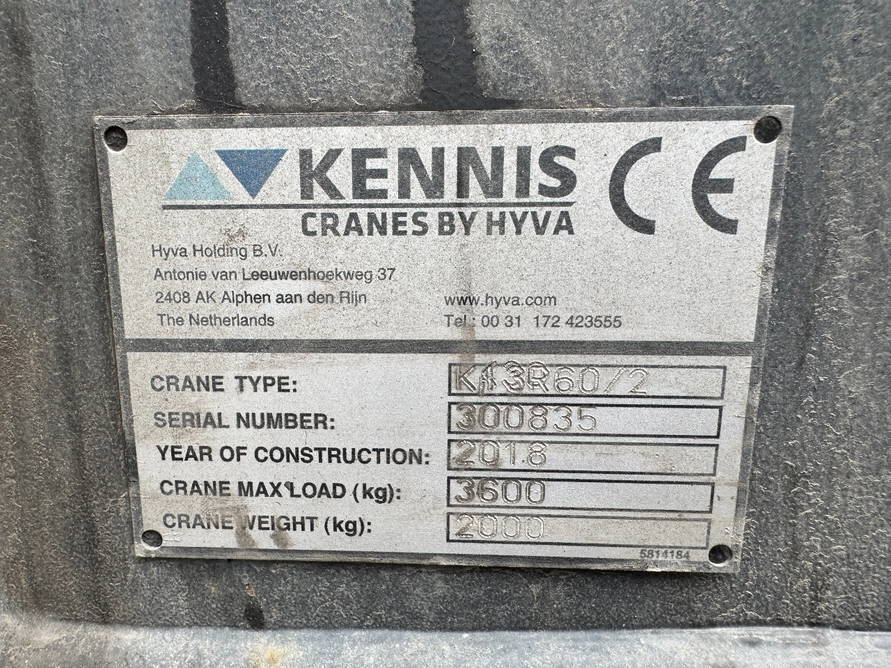 KENNIS
CRANES BY HYVA
CE
Hyva Holding B.V.
Antonie van Leeuwenhoekweg 37
2408 AK Alphen aan den Rijn
www.hyva.com
The Netherlands
Tel.: 00 31 172 423555
CRANE TYPE:
SERIAL NUMBER: 300835
YEAR OF CONSTRUCTION: 2018
CRANE MAX LOAD (kg): 3600
CRANE WEIGHT (kg): 2000
5814184